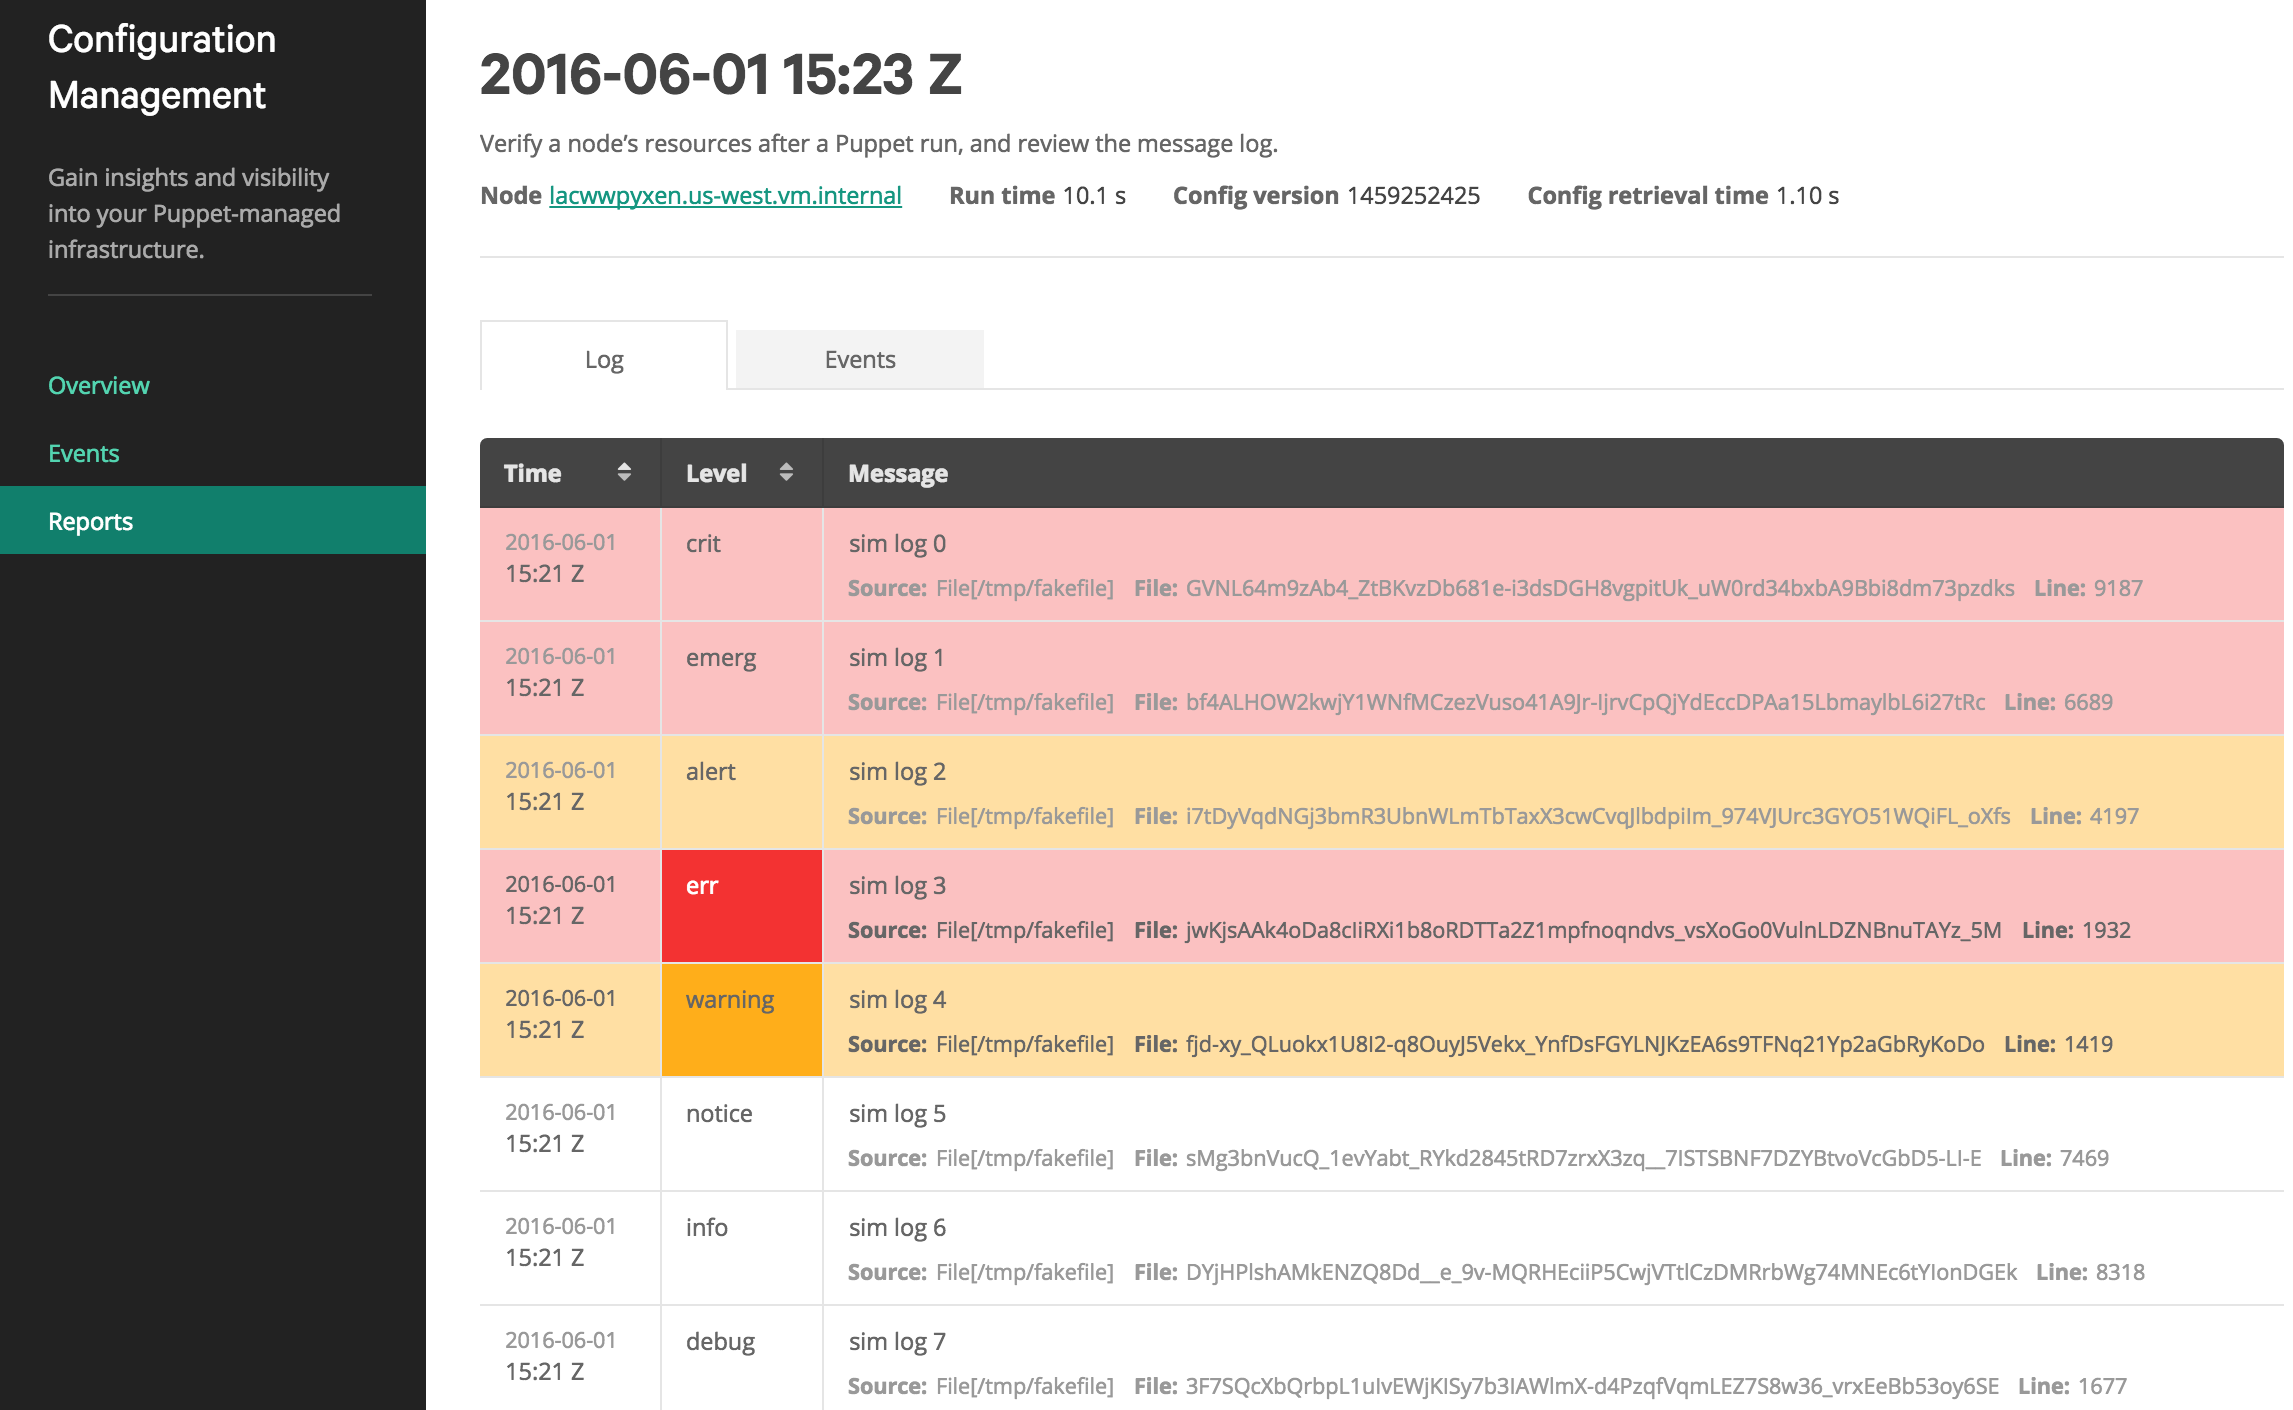 Configuration
Management
Gain insights and visibility
into your Puppet-managed
infrastructure.
Overview
Events
Reports
2016-06-01 15:23 Z
Verify a node’s resources after a Puppet run, and review the message log.
Node lacwwpyxen.us-west.vm.internal Run time 10.1 s Config version 1459252425 Config retrieval time 1.10 s
Log Events
Time Level Message
2016-06-01 crit sim log 0
15:21 Z Source: File[/tmp/fakefile] File: GVNL64m9zAb4_ZtBKvzDb681e-i3dsDGH8vgpitUk_uW0rd34bxbA9Bbi8dm73pzdks Line: 9187
2016-06-01 emerg sim log 1
15:21 Z Source: File[/tmp/fakefile] File: bf4ALHOW2kwjY1WNfMCzezVuso41A9Jr-IjrvCpQjYdEccDPAa15LbmaylbL6i27tRc Line: 6689
2016-06-01 alert sim log 2
15:21 Z Source: File[/tmp/fakefile] File: i7tDyVqdNGj3bmR3UbnWLmTbTaxX3cwCvqJlbdpiIm_974VJUrc3GYO51WQiFL_oXfs Line: 4197
2016-06-01 err sim log 3
15:21 Z Source: File[/tmp/fakefile] File: jwKjsAAk4oDa8cIiRXi1b8oRDTTa2Z1mpfnoqndvs_vsXoGo0VulnLDZNBnuTAYz_5M Line: 1932
2016-06-01 warning sim log 4
15:21 Z Source: File[/tmp/fakefile] File: fjd-xy_QLuokx1U8I2-q8OuyJ5Vekx_YnfDsFGYLNJKzEA6s9TFNq21Yp2aGbRyKoDo Line: 1419
2016-06-01 notice sim log 5
15:21 Z Source: File[/tmp/fakefile] File: sMg3bnVucQ_1evYabt_RYkd2845tRD7zrxX3zq__7ISTSBNF7DZYBtvoVcGbD5-LI-E Line: 7469
2016-06-01 info sim log 6
15:21 Z Source: File[/tmp/fakefile] File: DYjHPlshAMkENZQ8Dd__e_9v-MQRHEciiP5CwjVTtlCzDMRrbWg74MNEc6tYIonDGEk Line: 8318
2016-06-01 debug sim log 7
15:21 Z Source: File[/tmp/fakefile] File: 3F7SQcXbQrbpL1uIvEWjKISy7b3IAWlmX-d4PzqfVqmLEZ7S8w36_vrxEeBb53oy6SE Line: 1677